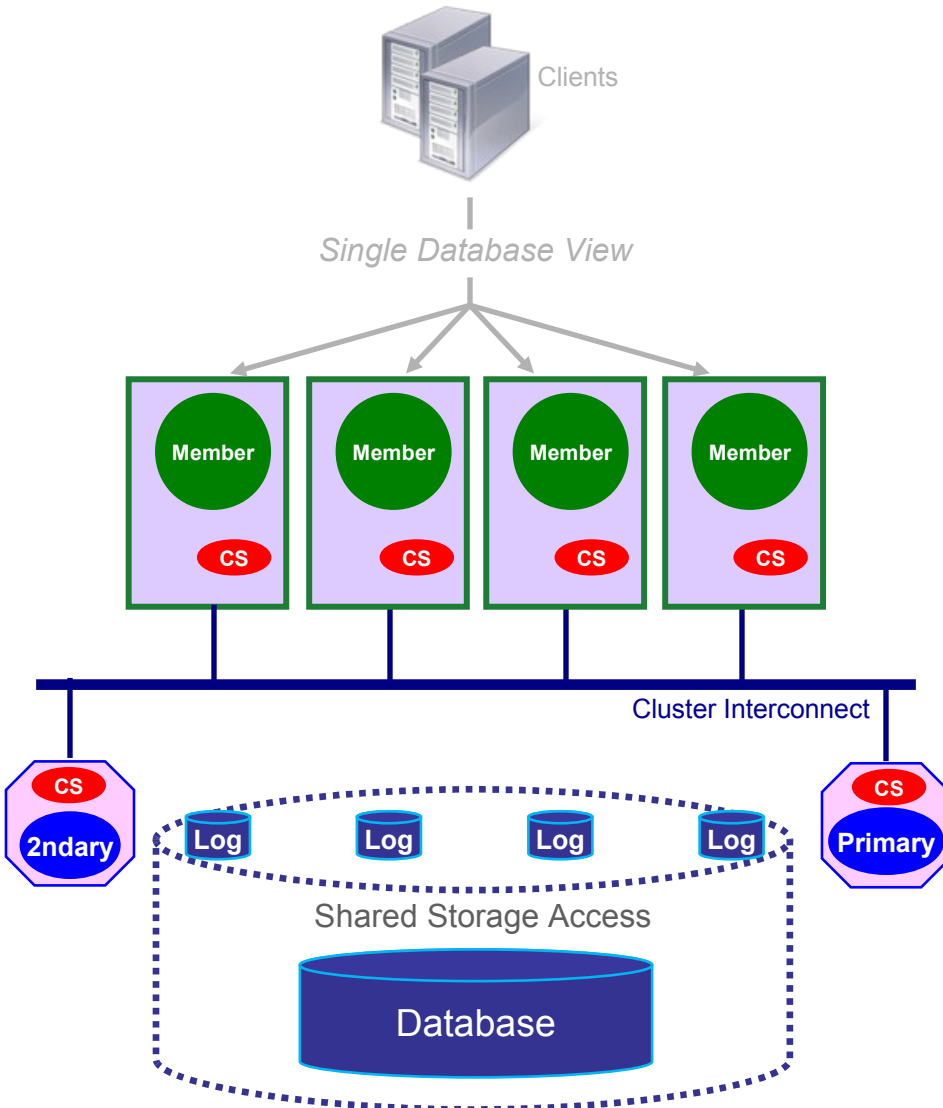 Clients
Single Database View
Member
Member
Member
Member
CS
CS
CS
CS
Cluster Interconnect
CS
2ndary
CS
Primary
Log
Log
Log
Log
Shared Storage Access
Database